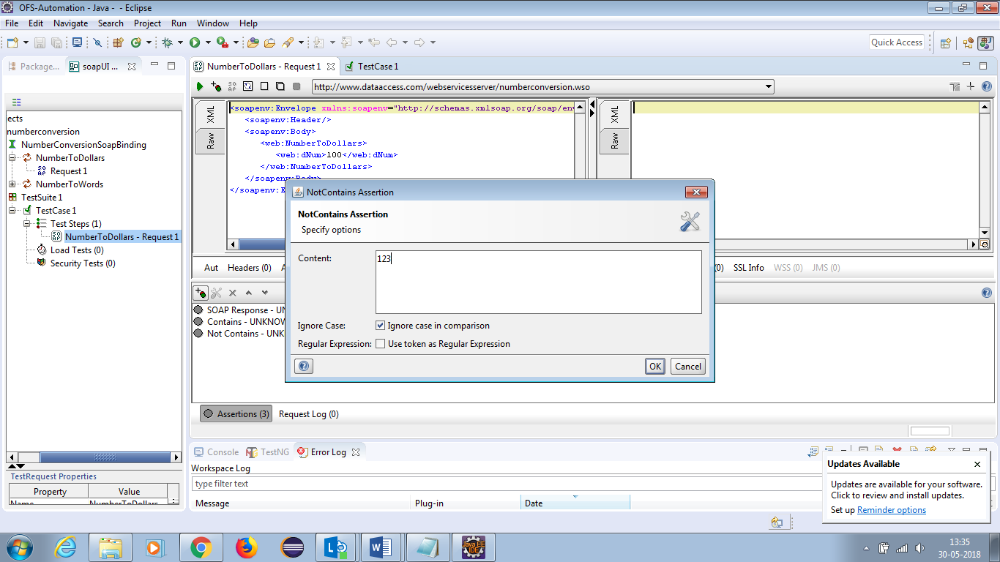 OFS-Automation - Java - - Eclipse
File Edit Navigate Search Project Run Window Help
Quick Access
Package... soapUI ...
NumberToDollars - Request 1 TestCase 1
http://www.dataaccess.com/webservicesserver/numberconversion.wso
ects
numberconversion
NumberConversionSoapBinding
NumberToDollars
Request 1
NumberToWords
TestSuite 1
TestCase 1
Test Steps (1)
NumberToDollars - Request 1
Load Tests (0)
Security Tests (0)
XML
Raw
<soapenv:Envelope xmlns:soapenv="http://schemas.xmlsoap.org/soap/env
<soapenv:Header/>
<soapenv:Body>
<web:NumberToDollars>
<web:dNum>100</web:dNum>
</web:NumberToDollars>
</soapenv:Body>
</soapenv:E
XML
Raw
NotContains Assertion
NotContains Assertion
Specify options
Content: 123
Ignore Case: Ignore case in comparison
Regular Expression: Use token as Regular Expression
OK Cancel
Aut Headers (0) A (0) SSL Info WSS (0) JMS (0)
SOAP Response - UN
Contains - UNKNOW
Not Contains - UNK
Assertions (3) Request Log (0)
TestRequest Properties
Property Value
Name NumberToDollars
Console TestNG Error Log
Workspace Log
type filter text
Message Plug-in Date
Updates Available
Updates are available for your software.
Click to review and install updates.
Set up Reminder options
Java EE
IDE
13:35
30-05-2018